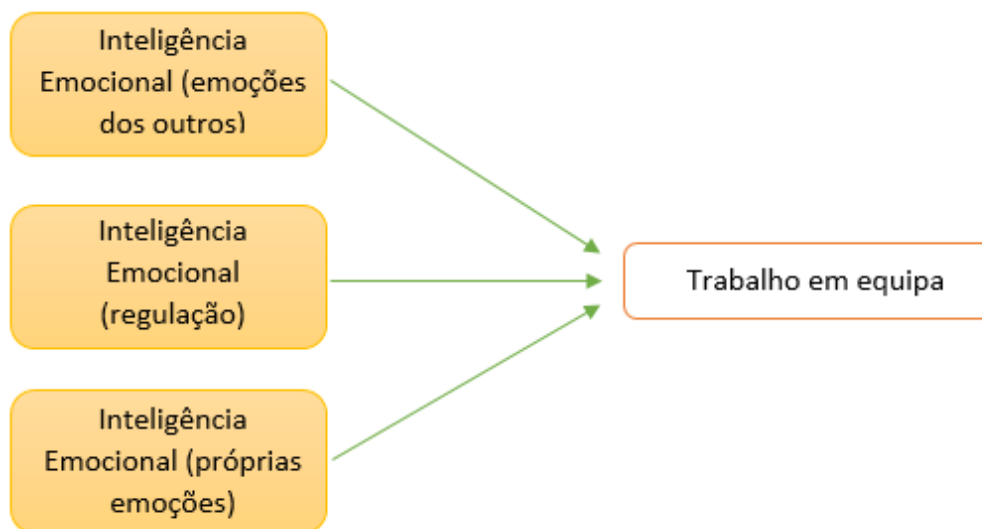 Inteligência
Emocional (emoções
dos outros)
Inteligência
Emocional
(regulação)
Trabalho em equipa
Inteligência
Emocional (próprias
emoções)